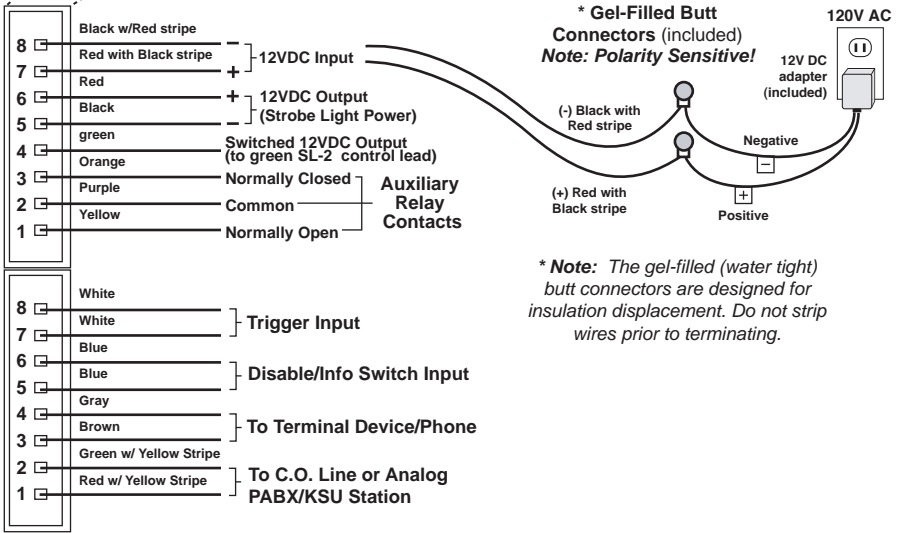 8 Black w/Red stripe –
7 Red with Black stripe +
12VDC Input
6 Red +
5 Black –
12VDC Output
(Strobe Light Power)
4 green Switched 12VDC Output
(to green SL-2 control lead)
3 Orange Normally Closed
2 Purple Common
1 Yellow Normally Open
Auxiliary
Relay
Contacts
* Gel-Filled Butt
Connectors (included)
Note: Polarity Sensitive!
120V AC
12V DC
adapter
(included)
(-) Black with
Red stripe
Negative
–
(+) Red with
Black stripe
+
Positive
* Note: The gel-filled (water tight)
butt connectors are designed for
insulation displacement. Do not strip
wires prior to terminating.
8 White
7 White
Trigger Input
6 Blue
5 Blue
Disable/Info Switch Input
4 Gray
3 Brown
To Terminal Device/Phone
2 Green w/ Yellow Stripe
1 Red w/ Yellow Stripe
To C.O. Line or Analog
PABX/KSU Station